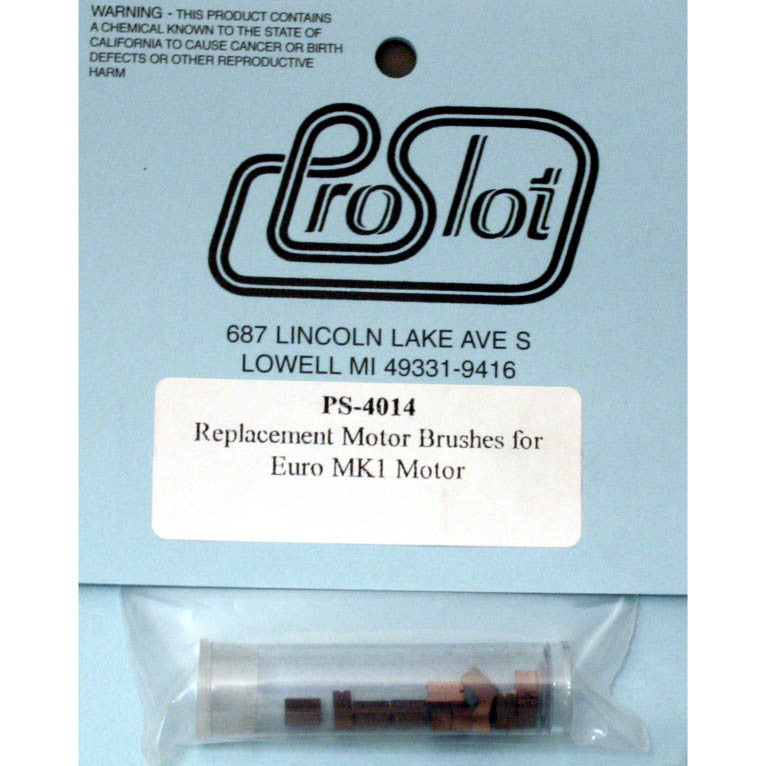 WARNING - THIS PRODUCT CONTAINS
A CHEMICAL KNOWN TO THE STATE OF
CALIFORNIA TO CAUSE CANCER OR BIRTH
DEFECTS OR OTHER REPRODUCTIVE
HARM
ProSlot
687 LINCOLN LAKE AVE S
LOWELL MI 49331-9416
PS-4014
Replacement Motor Brushes for
Euro MK1 Motor